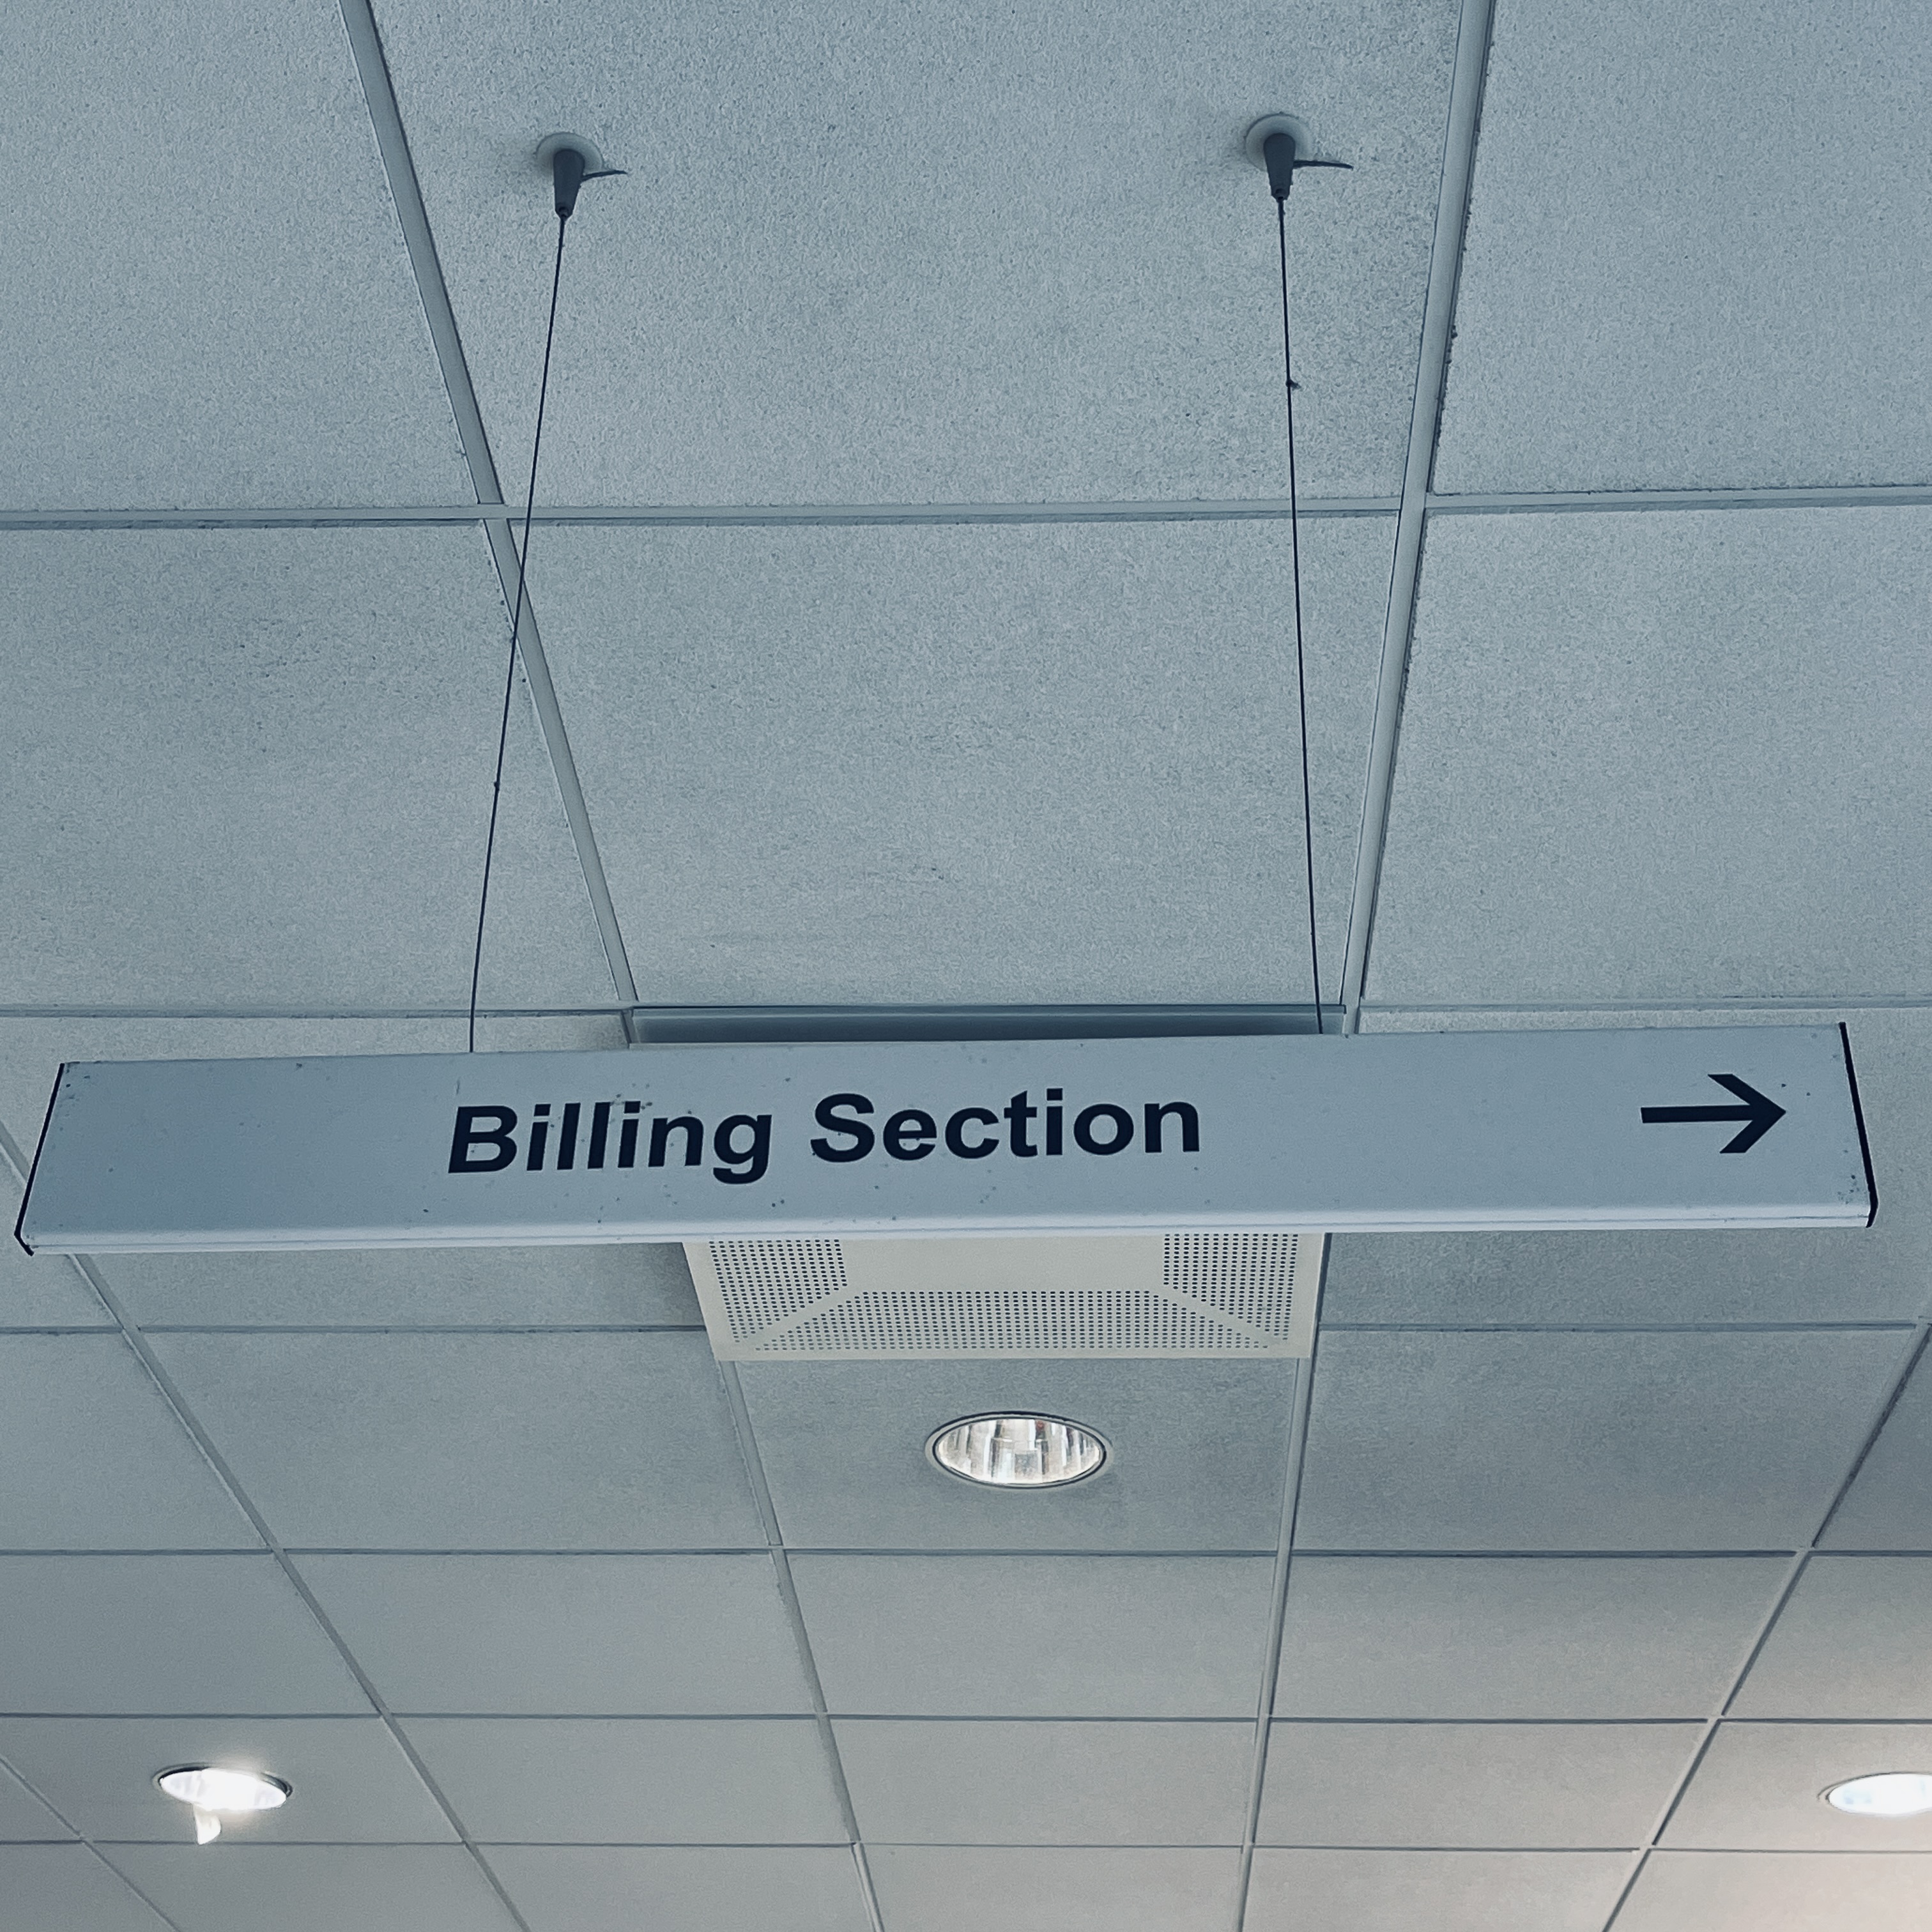 Billing Section →